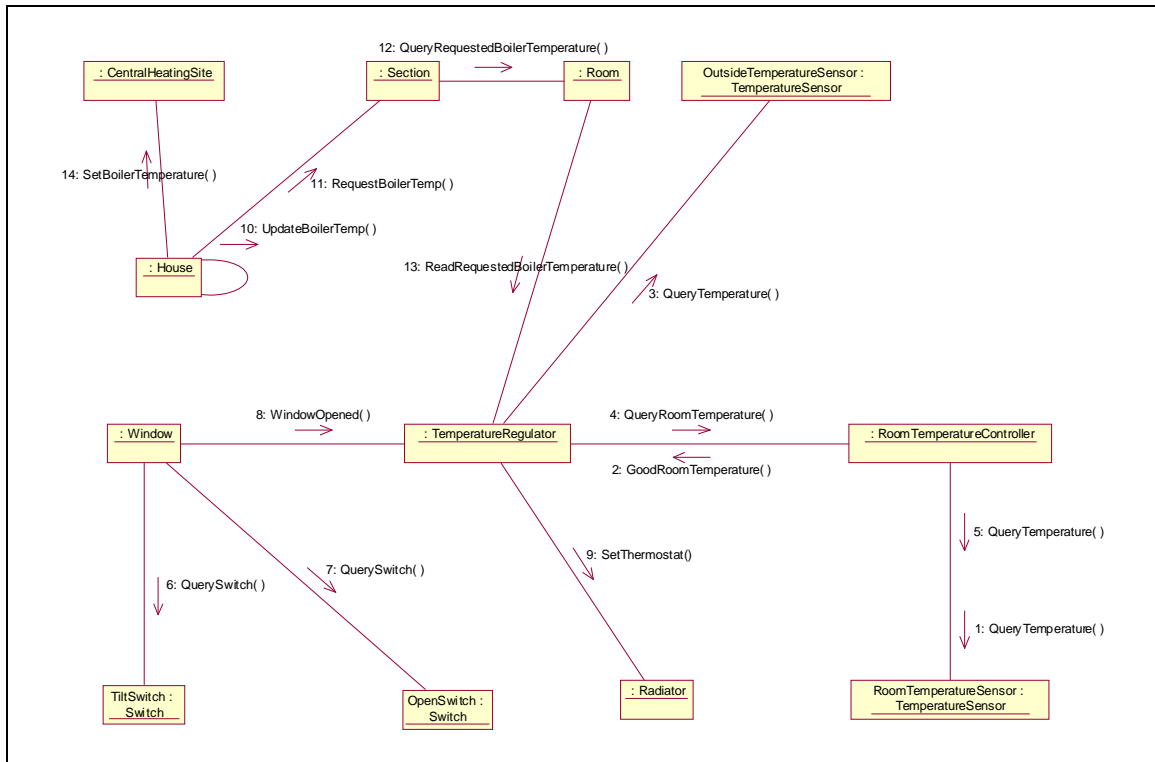 12: QueryRequestedBoilerTemperature( )
: CentralHeatingSite
: Section
: Room
OutsideTemperatureSensor :
TemperatureSensor
14: SetBoilerTemperature( )
11: RequestBoilerTemp( )
10: UpdateBoilerTemp( )
: House
13: ReadRequestedBoilerTemperature( )
3: QueryTemperature( )
8: WindowOpened( )
4: QueryRoomTemperature( )
: Window
: TemperatureRegulator
: RoomTemperatureController
2: GoodRoomTemperature( )
5: QueryTemperature( )
9: SetThermostat()
7: QuerySwitch( )
6: QuerySwitch( )
1: QueryTemperature( )
TiltSwitch :
Switch
OpenSwitch :
Switch
: Radiator
RoomTemperatureSensor :
TemperatureSensor